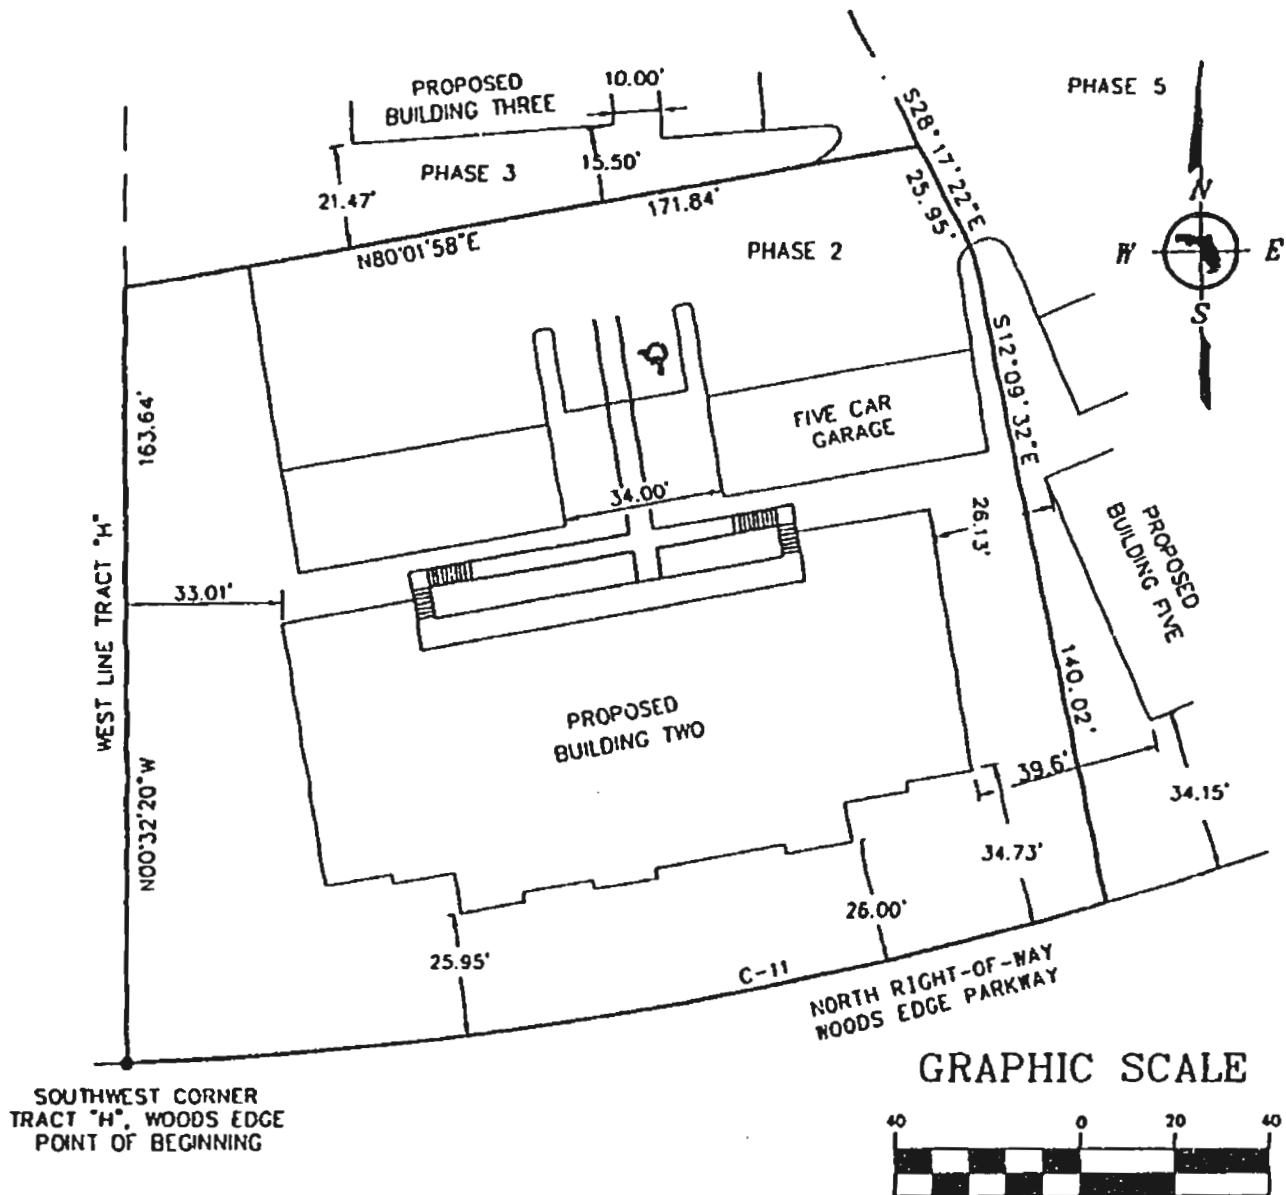 PROPOSED
BUILDING THREE
10.00'
PHASE 5
S28°17'22"E
25.95'
PHASE 3
15.50'
21.47'
171.84'
N80°01'58"E
PHASE 2
N
W
E
S
S12°09'32"E
163.64'
FIVE CAR
GARAGE
34.00'
26.13'
PROPOSED
BUILDING FIVE
33.01'
WEST LINE TRACT "H"
140.02'
PROPOSED
BUILDING TWO
39.6'
34.15'
N00°32'20"W
34.73'
26.00'
25.95'
C-11
NORTH RIGHT-OF-WAY
WOODS EDGE PARKWAY
SOUTHWEST CORNER
TRACT "H", WOODS EDGE
POINT OF BEGINNING
GRAPHIC SCALE
40 0 20 40